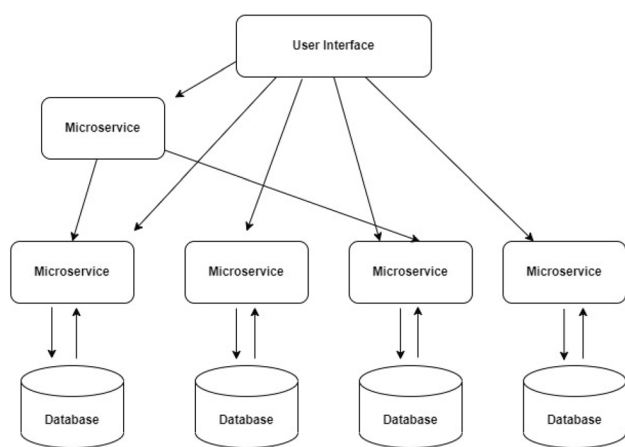 User Interface
Microservice
Microservice
Microservice
Microservice
Microservice
Database
Database
Database
Database